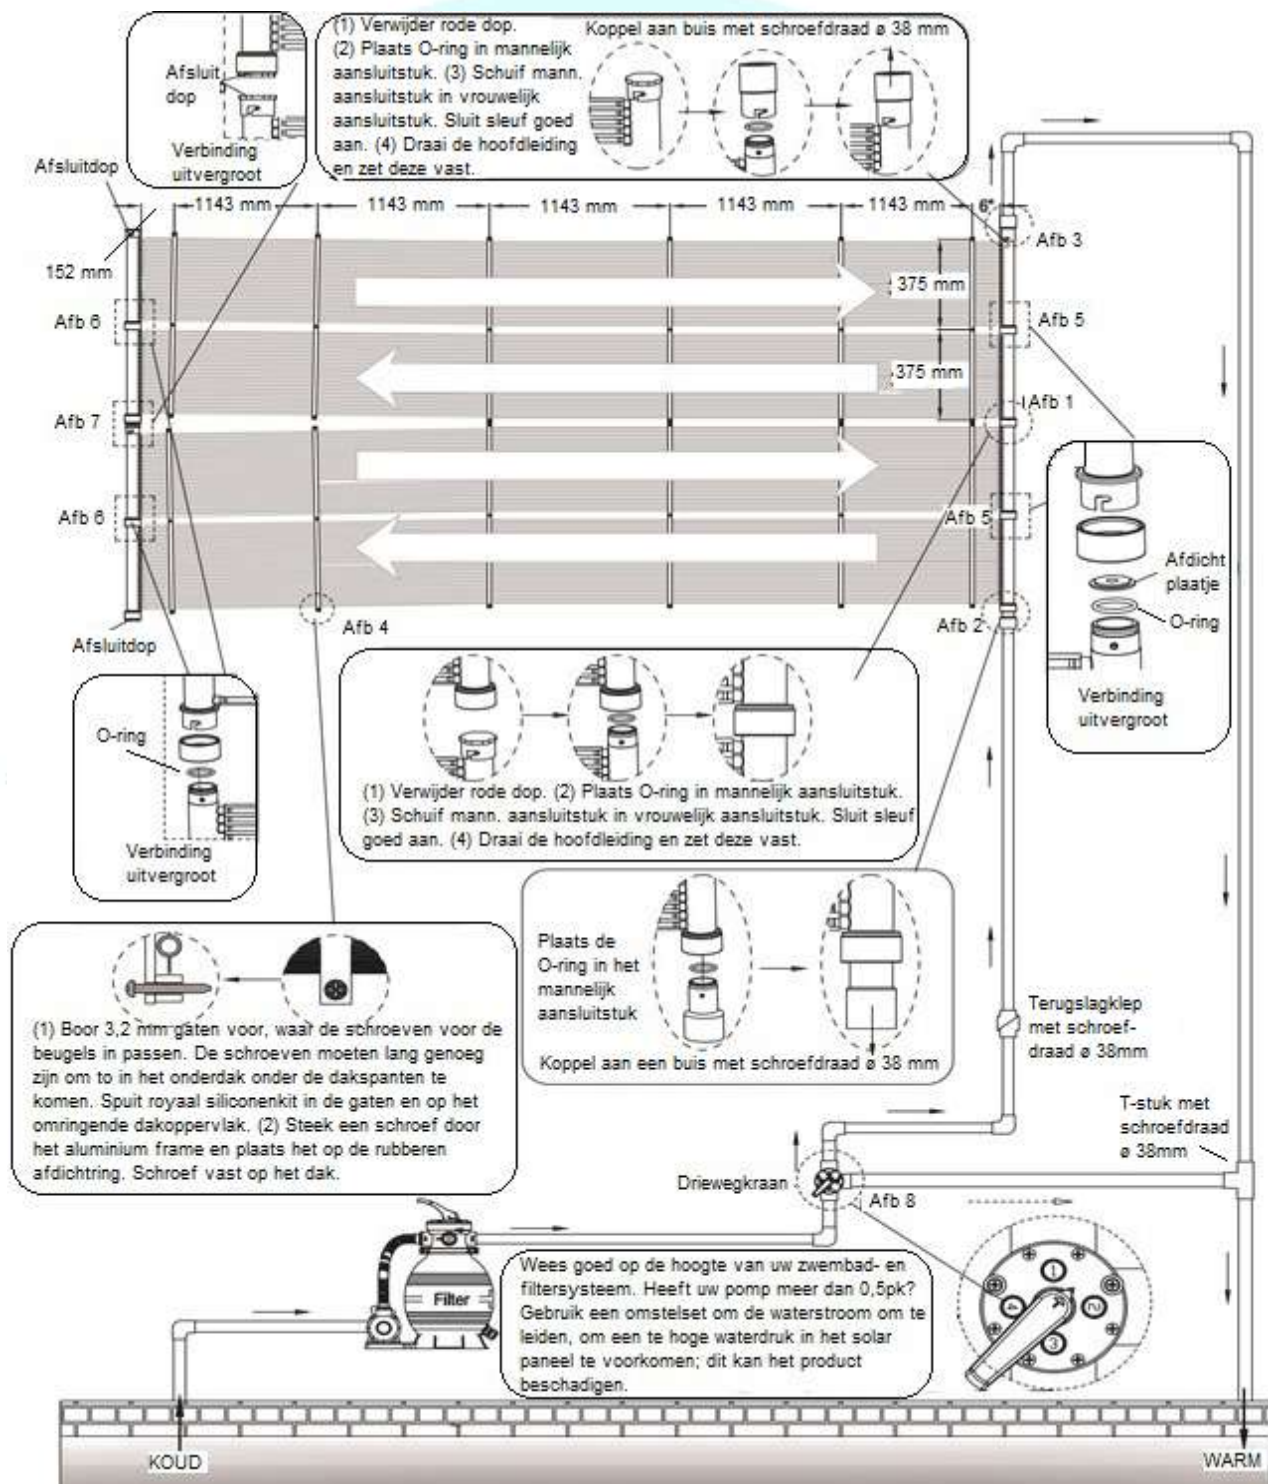 Afsluit
dop
Verbinding
uitvergroot
(1) Verwijder rode dop.
(2) Plaats O-ring in mannelijk
aansluitstuk. (3) Schuif mann.
aansluitstuk in vrouwelijk
aansluitstuk. Sluit sleuf goed
aan. (4) Draai de hoofdleiding
en zet deze vast.
Koppel aan buis met schroefdraad ø 38 mm
Afsluitdop
1143 mm
1143 mm
1143 mm
1143 mm
1143 mm
6"
Afb 3
152 mm
375 mm
Afb 6
Afb 5
375 mm
Afb 7
Afb 1
Afb 6
Afb 5
Afdicht
plaatje
O-ring
Verbinding
uitvergroot
Afsluitdop
Afb 4
Afb 2
O-ring
Verbinding
uitvergroot
(1) Verwijder rode dop. (2) Plaats O-ring in mannelijk aansluitstuk.
(3) Schuif mann. aansluitstuk in vrouwelijk aansluitstuk. Sluit sleuf
goed aan. (4) Draai de hoofdleiding en zet deze vast.
Plaats de
O-ring in het
mannelijk
aansluitstuk
Koppel aan een buis met schroefdraad ø 38 mm
(1) Boor 3,2 mm gaten voor, waar de schroeven voor de
beugels in passen. De schroeven moeten lang genoeg
zijn om to in het onderdak onder de dakspanten te
komen. Spuit royaal siliconenkit in de gaten en op het
omringende dakoppervlak. (2) Steek een schroef door
het aluminium frame en plaats het op de rubberen
afdichtring. Schroef vast op het dak.
Terugslagklep
met schroef-
draad ø 38mm
T-stuk met
schroefdraad
ø 38mm
Driewegkraan
Afb 8
Filter
Wees goed op de hoogte van uw zwembad- en
filtersysteem. Heeft uw pomp meer dan 0,5pk?
Gebruik een omstelset om de waterstroom om te
leiden, om een te hoge waterdruk in het solar
paneel te voorkomen; dit kan het product
beschadigen.
1
2
3
4
KOUD
WARM